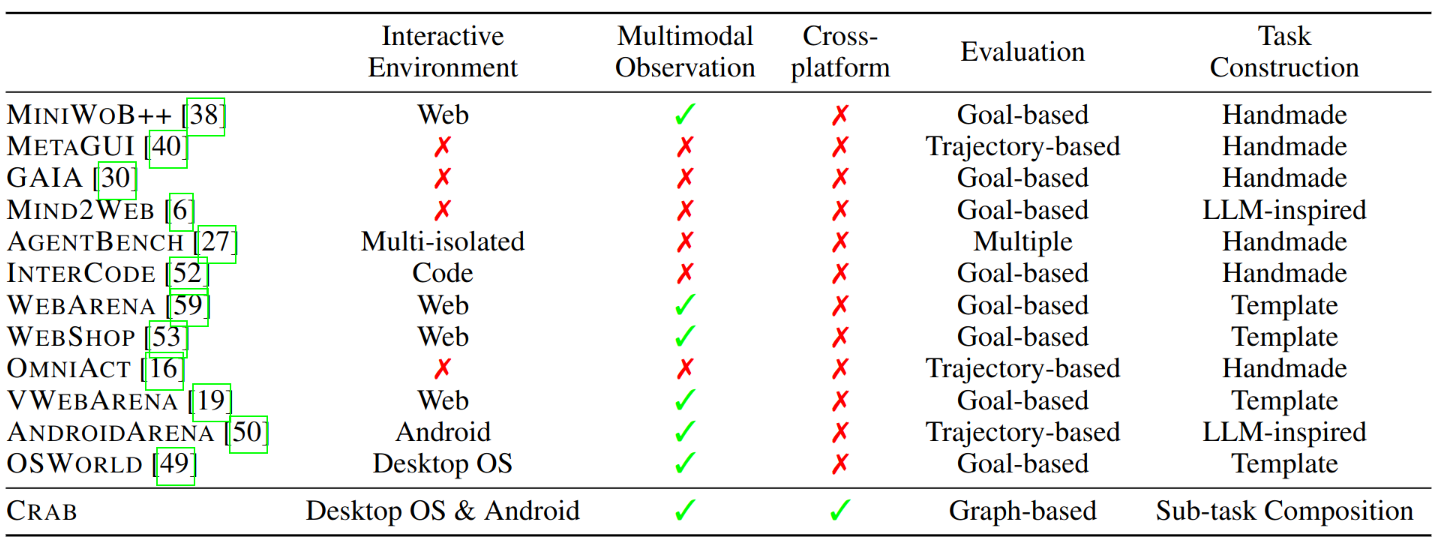 Interactive Environment Multimodal Observation Cross-platform Evaluation Task Construction
MINIWOB++ [38] Web ✓ ✗ Goal-based Handmade
METAGUI [40] ✗ ✗ ✗ Trajectory-based Handmade
GAIA [30] ✗ ✗ ✗ Goal-based Handmade
MIND2WEB [6] ✗ ✗ ✗ Goal-based LLM-inspired
AGENTBENCH [27] Multi-isolated ✗ ✗ Multiple Handmade
INTERCODE [52] Code ✗ ✗ Goal-based Handmade
WEBARENA [59] Web ✓ ✗ Goal-based Template
WEBSHOP [53] Web ✓ ✗ Goal-based Template
OMNIACT [16] ✗ ✗ ✗ Trajectory-based Handmade
VWEBARENA [19] Web ✓ ✗ Goal-based Template
ANDROIDARENA [50] Android ✓ ✗ Trajectory-based LLM-inspired
OSWORLD [49] Desktop OS ✓ ✗ Goal-based Template
CRAB Desktop OS & Android ✓ ✓ Graph-based Sub-task Composition